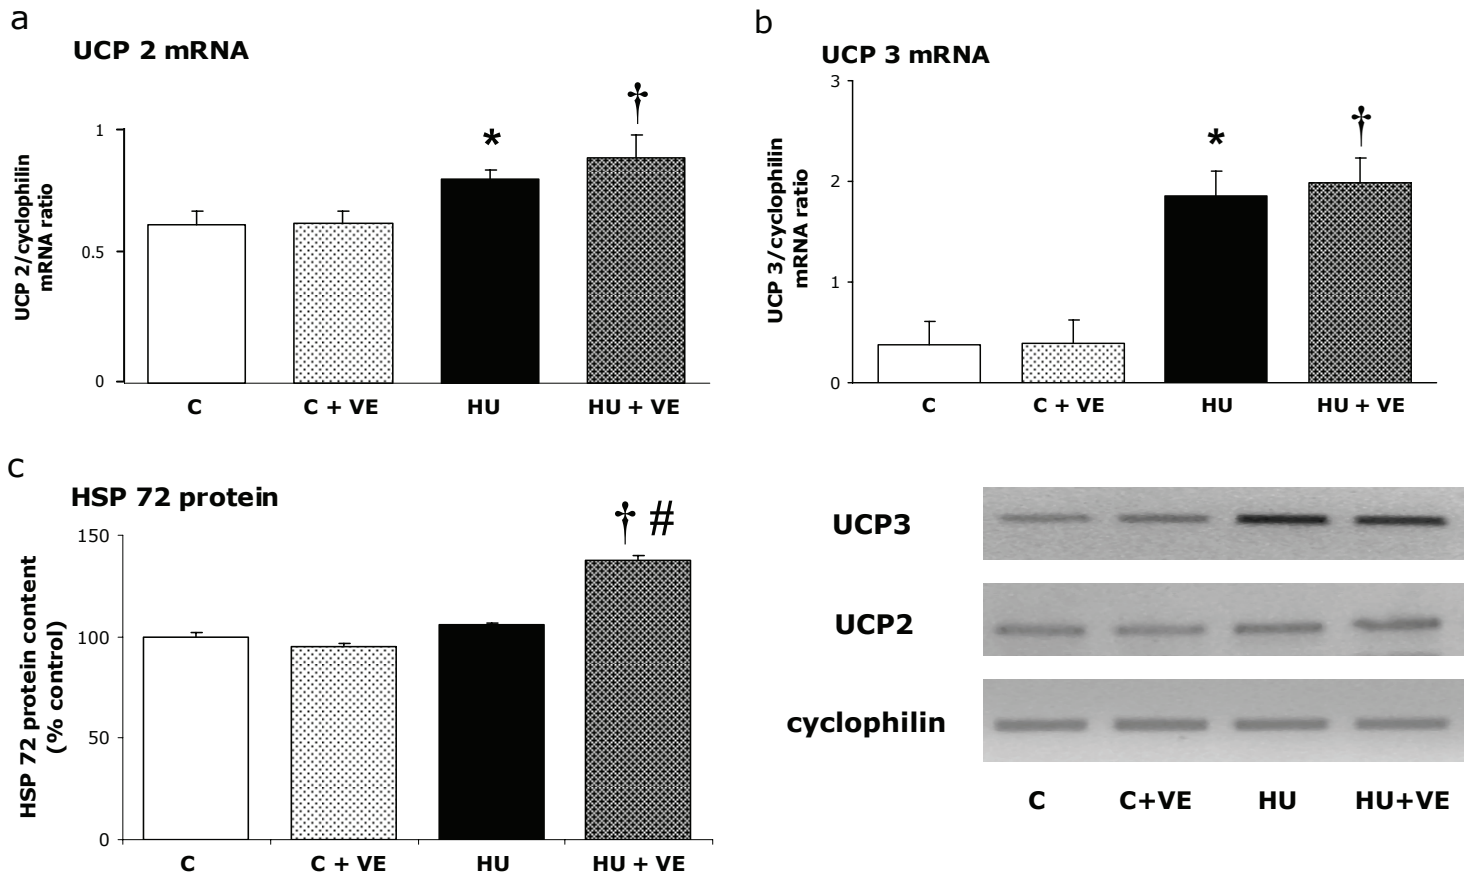 a
UCP 2 mRNA
UCP 2/cyclophilin
mRNA ratio
1
0.5
0
*
†
C
C + VE
HU
HU + VE
b
UCP 3 mRNA
UCP 3/cyclophilin
mRNA ratio
3
2
1
0
*
†
C
C + VE
HU
HU + VE
c
HSP 72 protein
HSP 72 protein content
(% control)
150
100
50
0
† #
C
C + VE
HU
HU + VE
UCP3
UCP2
cyclophilin
C
C+VE
HU
HU+VE